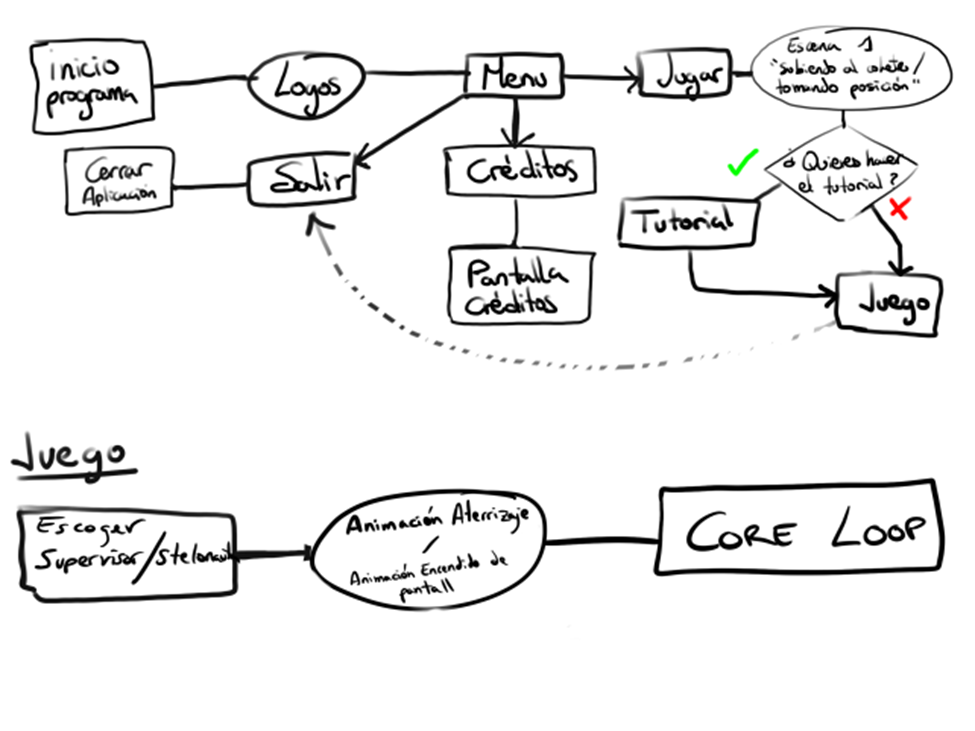 Inicio
programa
Logos
Menu
Jugar
Escena 1
"Subiendo al cohete/
tomando posición"
Cerrar
Aplicación
Salir
Créditos
¿Quieres hacer
el tutorial?
Tutorial
Pantalla
Créditos
Juego
Juego
Escoger
Supervisor/
Animación Aterrizaje
/
Animación Encendido de
pantall
CORE LOOP